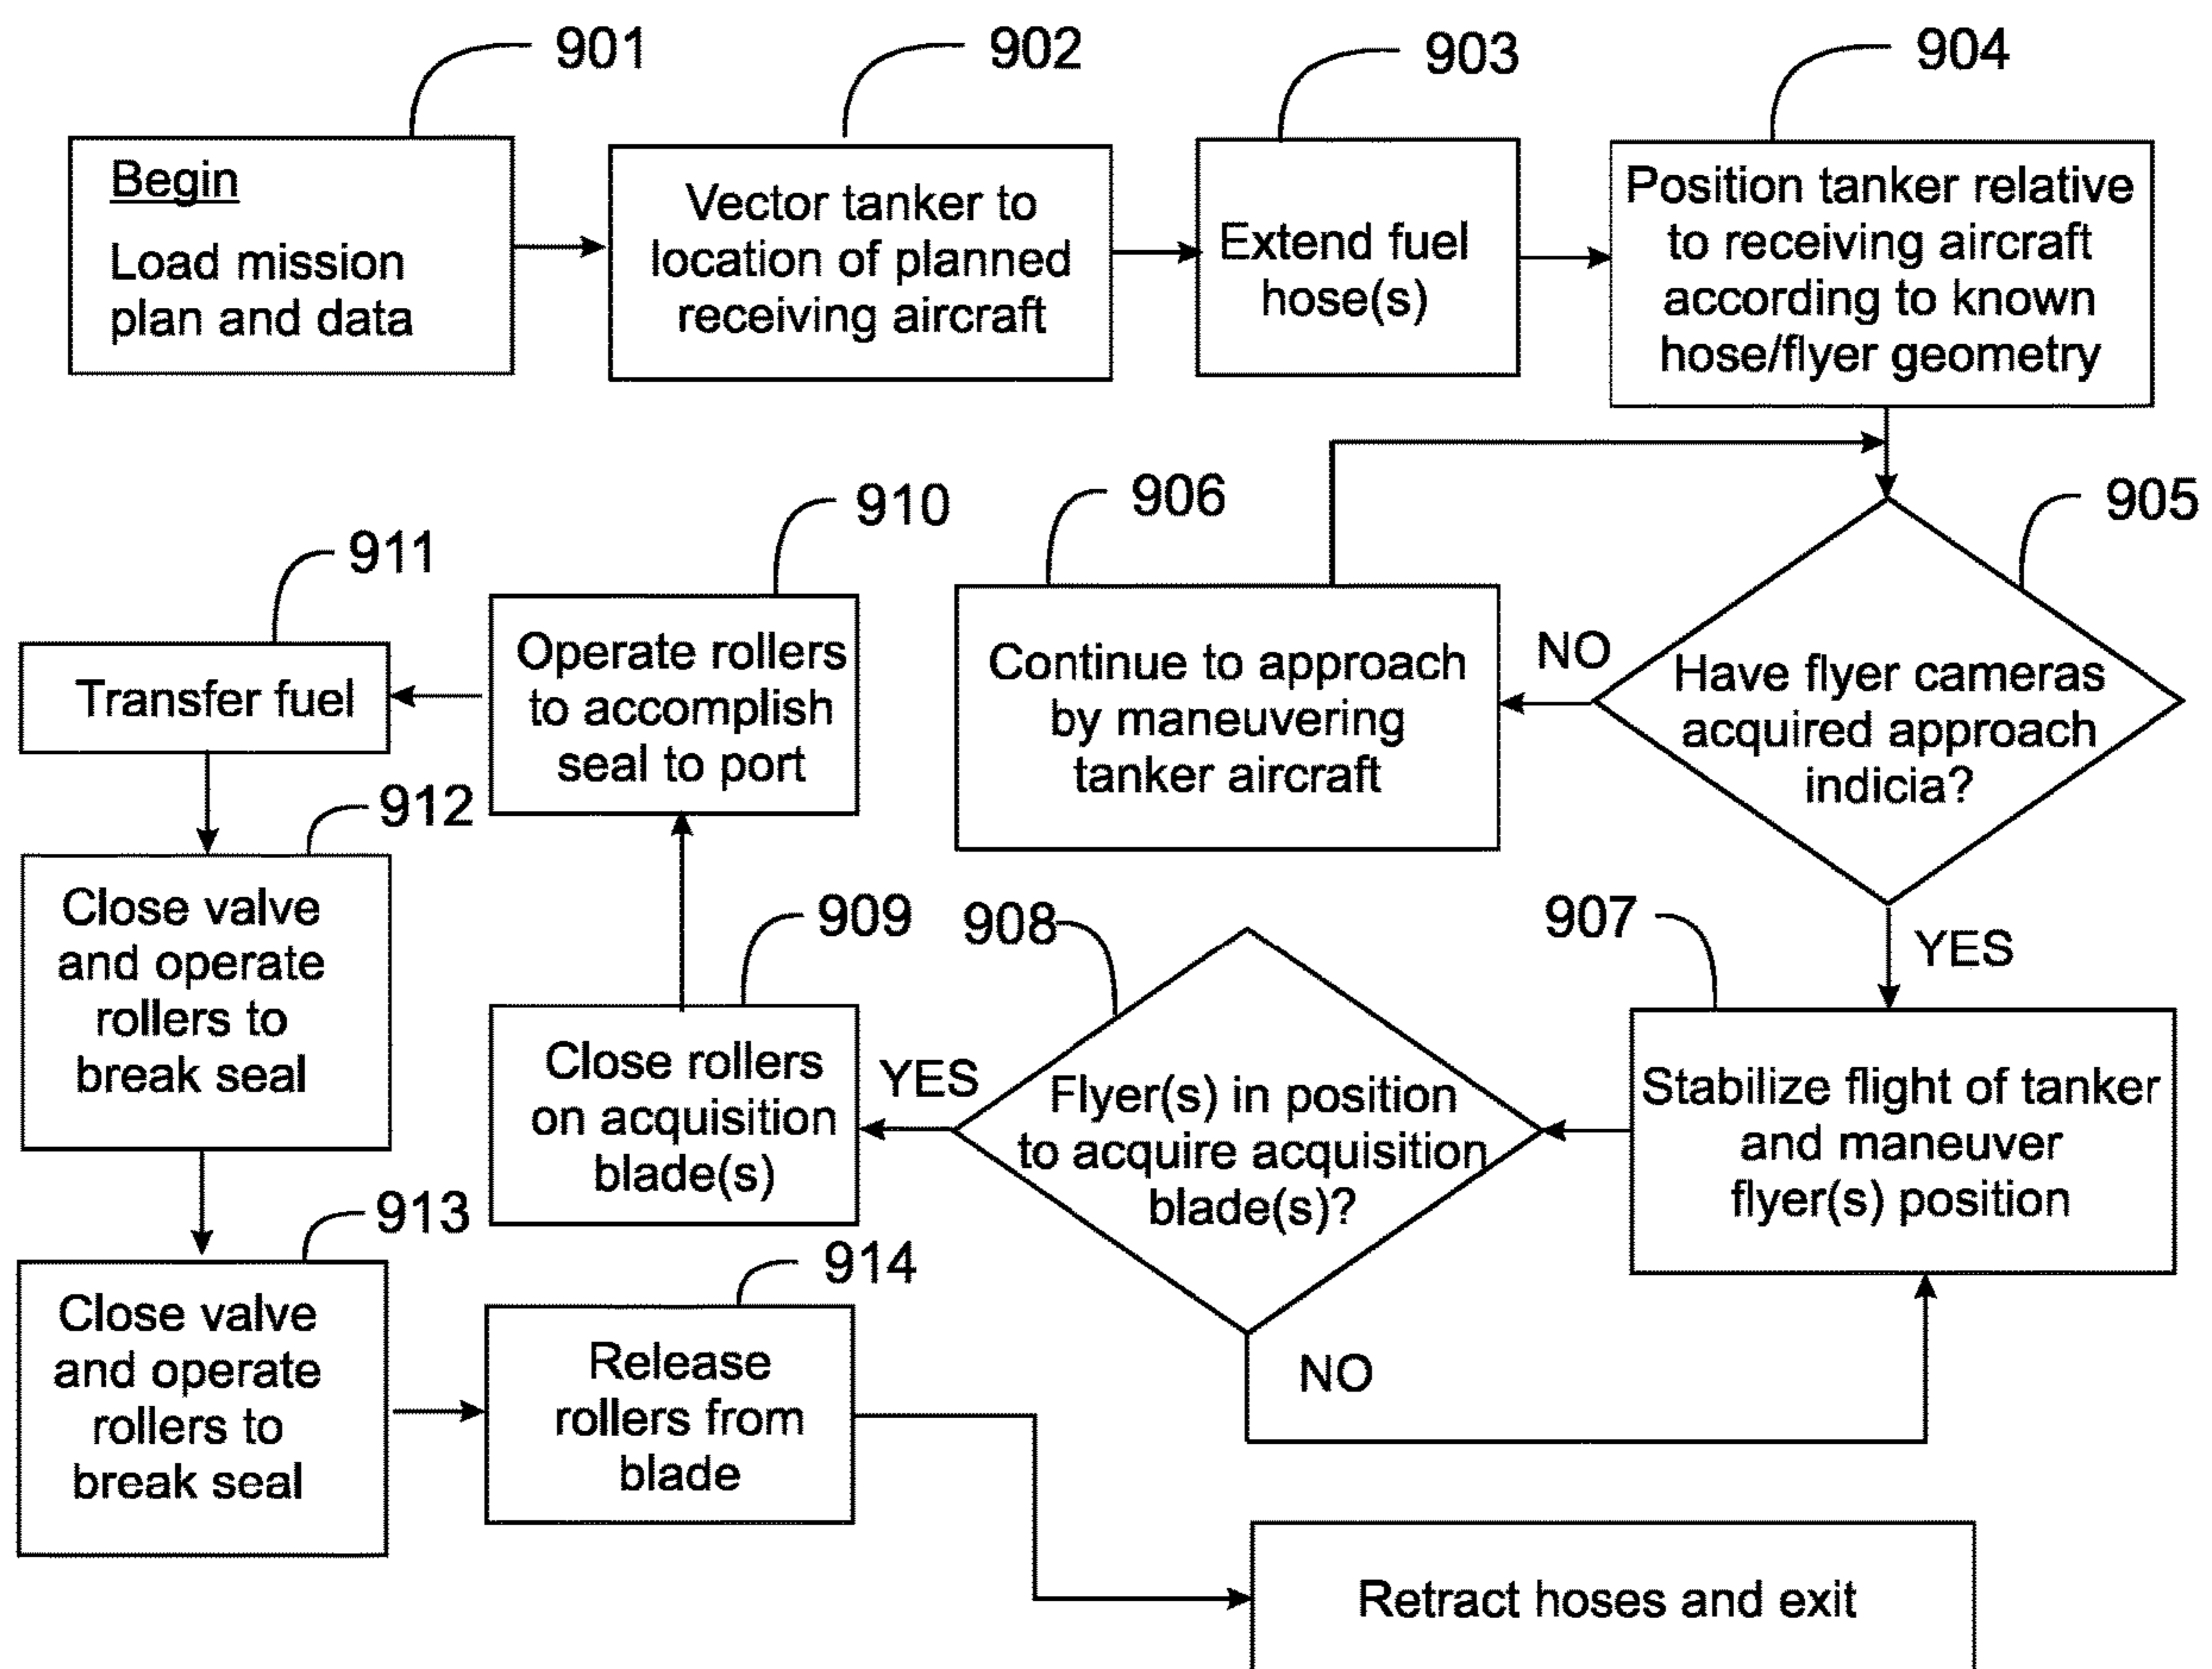 901
Begin
Load mission
plan and data
902
Vector tanker to
location of planned
receiving aircraft
903
Extend fuel
hose(s)
904
Position tanker relative
to receiving aircraft
according to known
hose/flyer geometry
905
Have flyer cameras
acquired approach
indicia?
NO
906
Continue to approach
by maneuvering
tanker aircraft
YES
907
Stabilize flight of tanker
and maneuver
flyer(s) position
908
Flyer(s) in position
to acquire acquisition
blade(s)?
NO
YES
909
Close rollers
on acquisition
blade(s)
910
Operate rollers
to accomplish
seal to port
911
Transfer fuel
912
Close valve
and operate
rollers to
break seal
913
Close valve
and operate
rollers to
break seal
914
Release
rollers from
blade
Retract hoses and exit